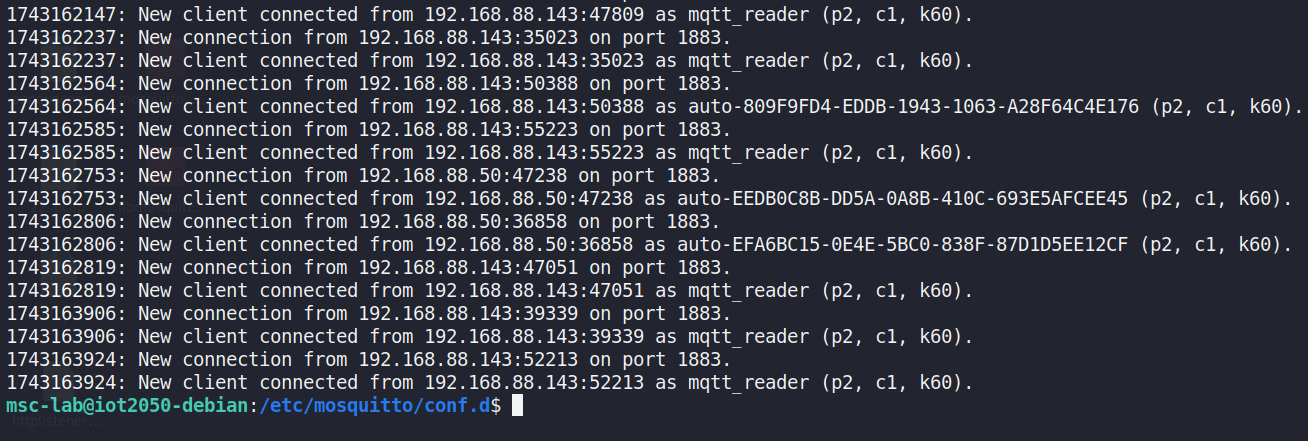 1743162147: New client connected from 192.168.88.143:47809 as mqtt_reader (p2, c1, k60).
1743162237: New connection from 192.168.88.143:35023 on port 1883.
1743162237: New client connected from 192.168.88.143:35023 as mqtt_reader (p2, c1, k60).
1743162564: New connection from 192.168.88.143:50388 on port 1883.
1743162564: New client connected from 192.168.88.143:50388 as auto-809F9FD4-EDDB-1943-1063-A28F64C4E176 (p2, c1, k60).
1743162585: New connection from 192.168.88.143:55223 on port 1883.
1743162585: New client connected from 192.168.88.143:55223 as mqtt_reader (p2, c1, k60).
1743162753: New connection from 192.168.88.50:47238 on port 1883.
1743162753: New client connected from 192.168.88.50:47238 as auto-EEDB0C8B-DD5A-0A8B-410C-693E5AFCEE45 (p2, c1, k60).
1743162806: New connection from 192.168.88.50:36858 on port 1883.
1743162806: New client connected from 192.168.88.50:36858 as auto-EFA6BC15-0E4E-5BC0-838F-87D1D5EE12CF (p2, c1, k60).
1743162819: New connection from 192.168.88.143:47051 on port 1883.
1743162819: New client connected from 192.168.88.143:47051 as mqtt_reader (p2, c1, k60).
1743163906: New connection from 192.168.88.143:39339 on port 1883.
1743163906: New client connected from 192.168.88.143:39339 as mqtt_reader (p2, c1, k60).
1743163924: New connection from 192.168.88.143:52213 on port 1883.
1743163924: New client connected from 192.168.88.143:52213 as mqtt_reader (p2, c1, k60).
msc-lab@iot2050-debian:/etc/mosquitto/conf.d$
httplistener...